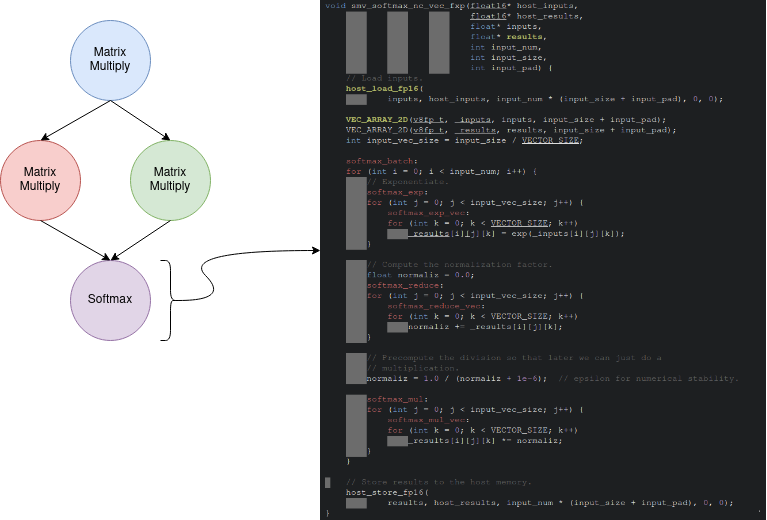 Matrix
Multiply
Matrix
Multiply
Matrix
Multiply
Softmax
void smv_softmax_nc_vec_fxp(float16* host_inputs,
float16* host_results,
float* inputs,
float* results,
int input_num,
int input_size,
int input_pad) {
// Load inputs.
host_load_fp16(
inputs, host_inputs, input_num * (input_size + input_pad), 0, 0);
VEC_ARRAY_2D(v8fp_t, _inputs, inputs, input_size + input_pad);
VEC_ARRAY_2D(v8fp_t, _results, results, input_size + input_pad);
int input_vec_size = input_size / VECTOR_SIZE;
softmax_batch:
for (int i = 0; i < input_num; i++) {
// Exponentiate.
softmax_exp:
for (int j = 0; j < input_vec_size; j++) {
softmax_exp_vec:
for (int k = 0; k < VECTOR_SIZE; k++)
_results[i][j][k] = exp(_inputs[i][j][k]);
}
// Compute the normalization factor.
float normaliz = 0.0;
softmax_reduce:
for (int j = 0; j < input_vec_size; j++) {
softmax_reduce_vec:
for (int k = 0; k < VECTOR_SIZE; k++)
normaliz += _results[i][j][k];
}
// Precompute the division so that later we can just do a
// multiplication.
normaliz = 1.0 / (normaliz + 1e-6);  // epsilon for numerical stability.
softmax_mul:
for (int j = 0; j < input_vec_size; j++) {
softmax_mul_vec:
for (int k = 0; k < VECTOR_SIZE; k++)
_results[i][j][k] *= normaliz;
}
}
// Store results to the host memory.
host_store_fp16(
results, host_results, input_num * (input_size + input_pad), 0, 0);
}